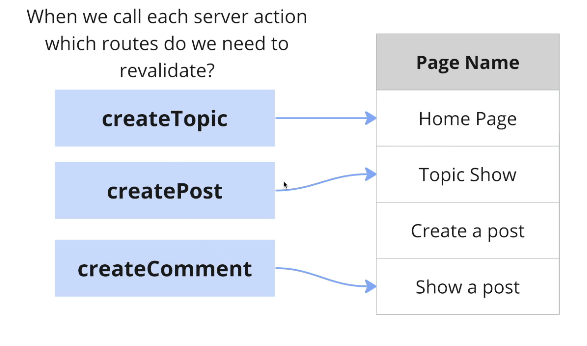 When we call each server action
which routes do we need to
revalidate?
Page Name
createTopic
Home Page
createPost
Topic Show
Create a post
createComment
Show a post